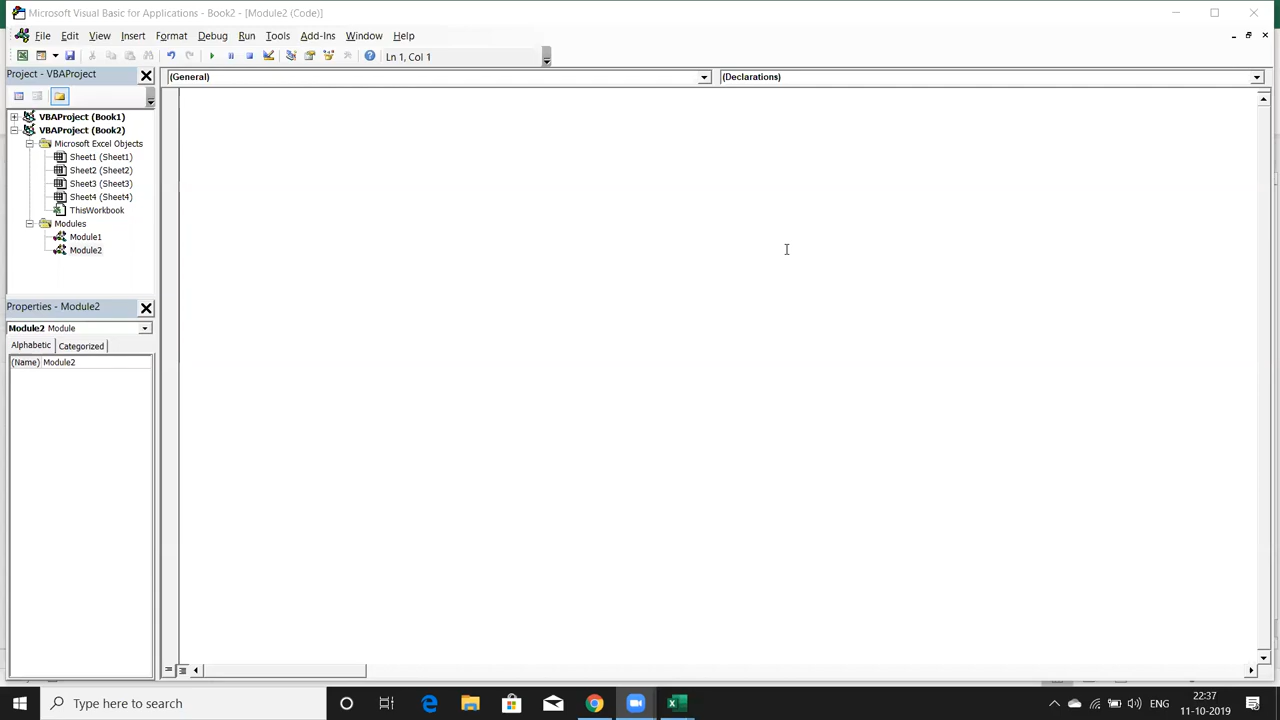 Microsoft Visual Basic for Applications - Book2 - [Module2 (Code)]
File Edit View Insert Format Debug Run Tools Add-Ins Window Help
Ln 1, Col 1
Project - VBAProject
(General)
(Declarations)
VBAProject (Book1)
VBAProject (Book2)
Microsoft Excel Objects
Sheet1 (Sheet1)
Sheet2 (Sheet2)
Sheet3 (Sheet3)
Sheet4 (Sheet4)
ThisWorkbook
Modules
Module1
Module2
Properties - Module2
Module2 Module
Alphabetic Categorized
(Name) Module2
Type here to search
ENG
22:37
11-10-2019